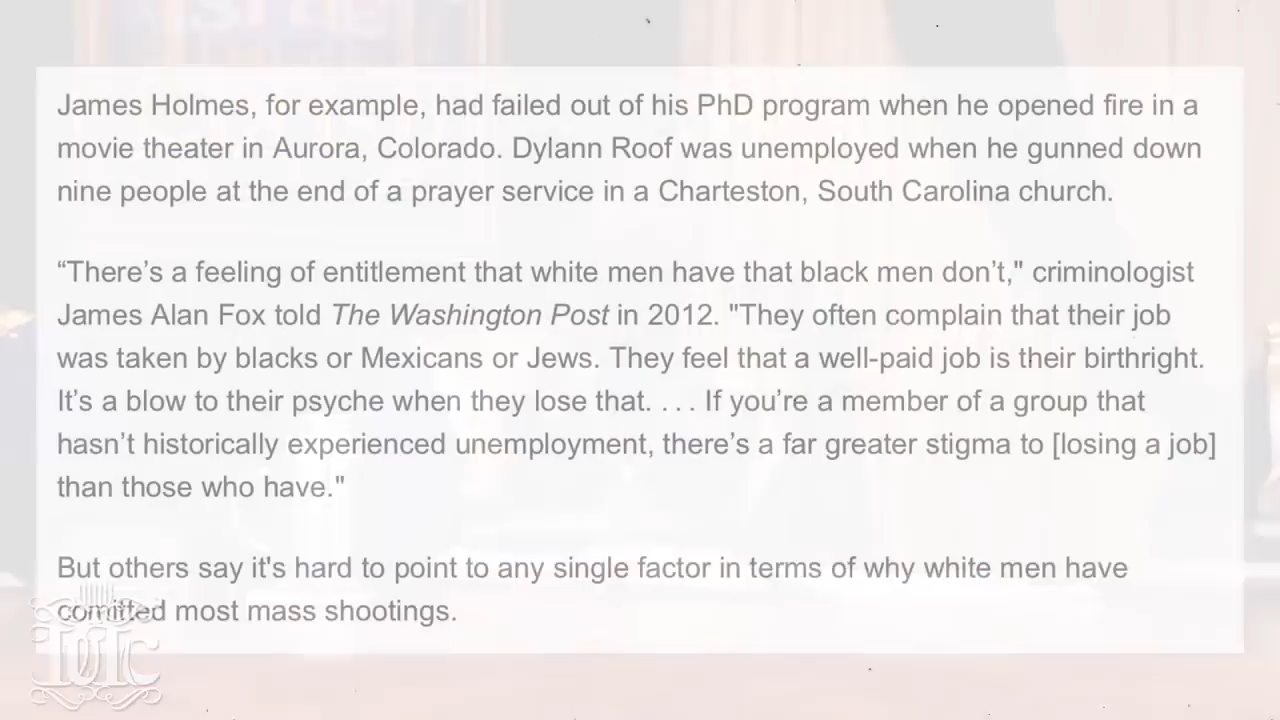 James Holmes, for example, had failed out of his PhD program when he opened fire in a
movie theater in Aurora, Colorado. Dylann Roof was unemployed when he gunned down
nine people at the end of a prayer service in a Charteston, South Carolina church.
“There’s a feeling of entitlement that white men have that black men don’t," criminologist
James Alan Fox told The Washington Post in 2012. "They often complain that their job
was taken by blacks or Mexicans or Jews. They feel that a well-paid job is their birthright.
It’s a blow to their psyche when they lose that. . . . If you’re a member of a group that
hasn’t historically experienced unemployment, there’s a far greater stigma to [losing a job]
than those who have."
But others say it's hard to point to any single factor in terms of why white men have
comitted most mass shootings.
IUIC